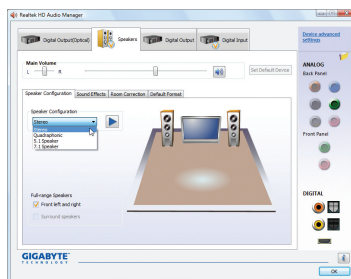 Realtek HD Audio Manager
Digital Output(Optical)
Speakers
Digital Output
Digital Input
Device advanced settings
Main Volume
L
R
Set Default Device
ANALOG
Back Panel
Speaker Configuration
Sound Effects
Room Correction
Default Format
Speaker Configuration
Stereo
Stereo
Quadraphonic
5.1 Speaker
7.1 Speaker
Front Panel
Full-range Speakers
Front left and right
Surround speakers
DIGITAL
GIGABYTE
TECHNOLOGY
OK